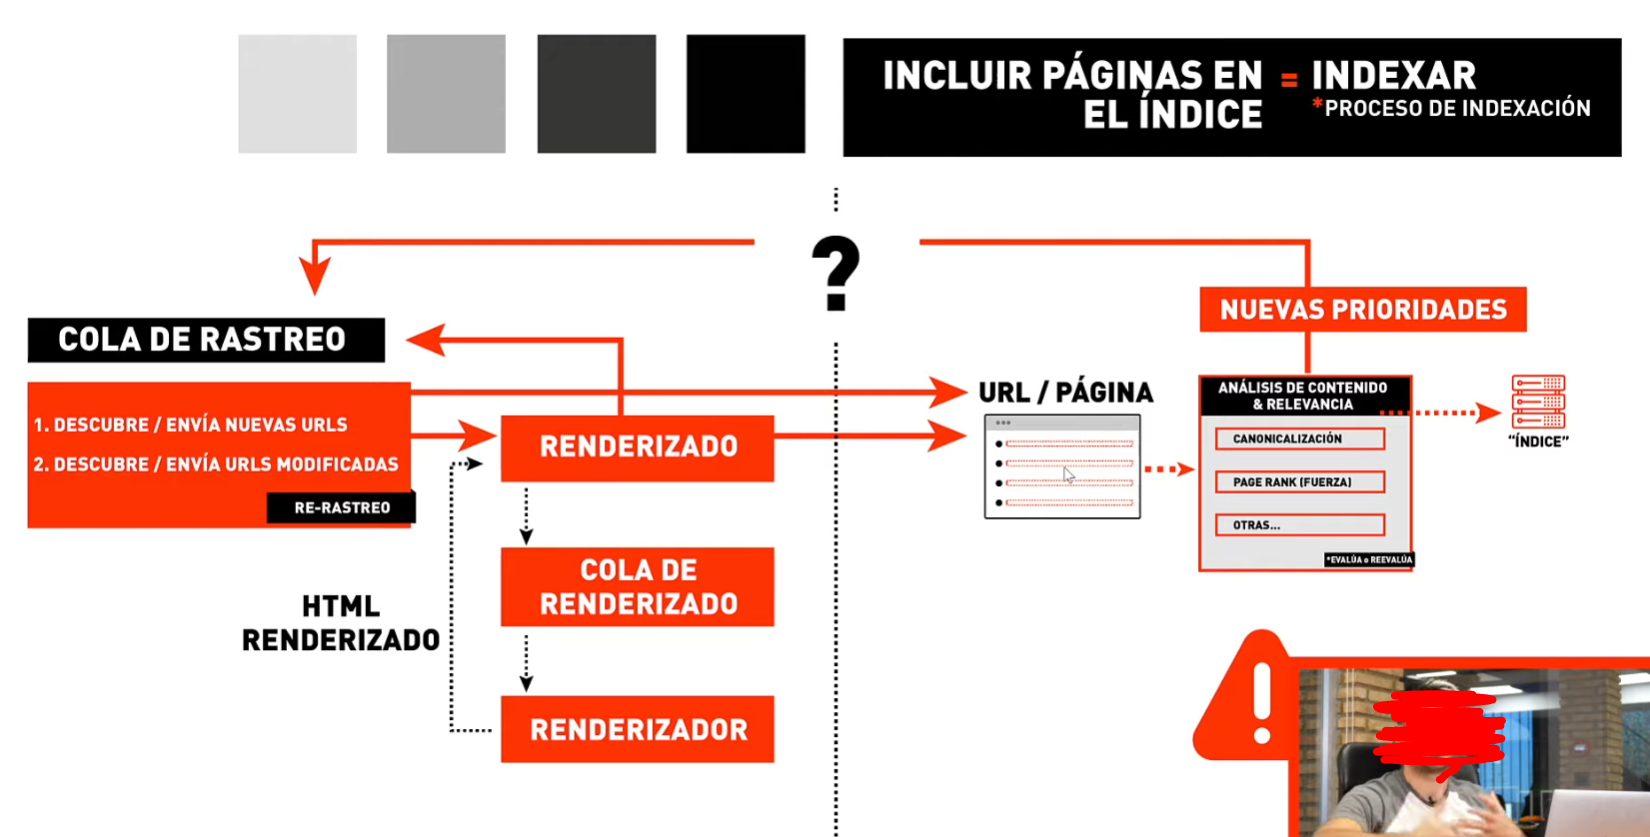 INCLUIR PÁGINAS EN = INDEXAR
EL ÍNDICE *PROCESO DE INDEXACIÓN
?
NUEVAS PRIORIDADES
COLA DE RASTREO
1. DESCUBRE / ENVÍA NUEVAS URLS
2. DESCUBRE / ENVÍA URLS MODIFICADAS
RE-RASTREO
RENDERIZADO
COLA DE
RENDERIZADO
RENDERIZADOR
HTML
RENDERIZADO
URL / PÁGINA
ANÁLISIS DE CONTENIDO
& RELEVANCIA
CANONICALIZACIÓN
PAGE RANK (FUERZA)
OTRAS...
*EVALÚA o REEVALÚA
"ÍNDICE"
!